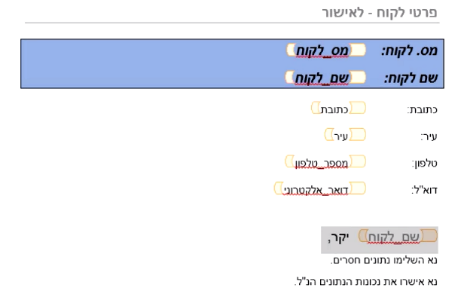 פרטי לקוח - לאישור
מס. לקוח: מס_לקוח
שם לקוח: שם_לקוח
כתובת: כתובת
עיר: עיר
טלפון: מספר_טלפון
דוא"ל: דואר_אלקטרוני
שם_לקוח יקר,
נא השלימו נתונים חסרים.
נא אישרו את נכונות הנתונים הנ"ל.